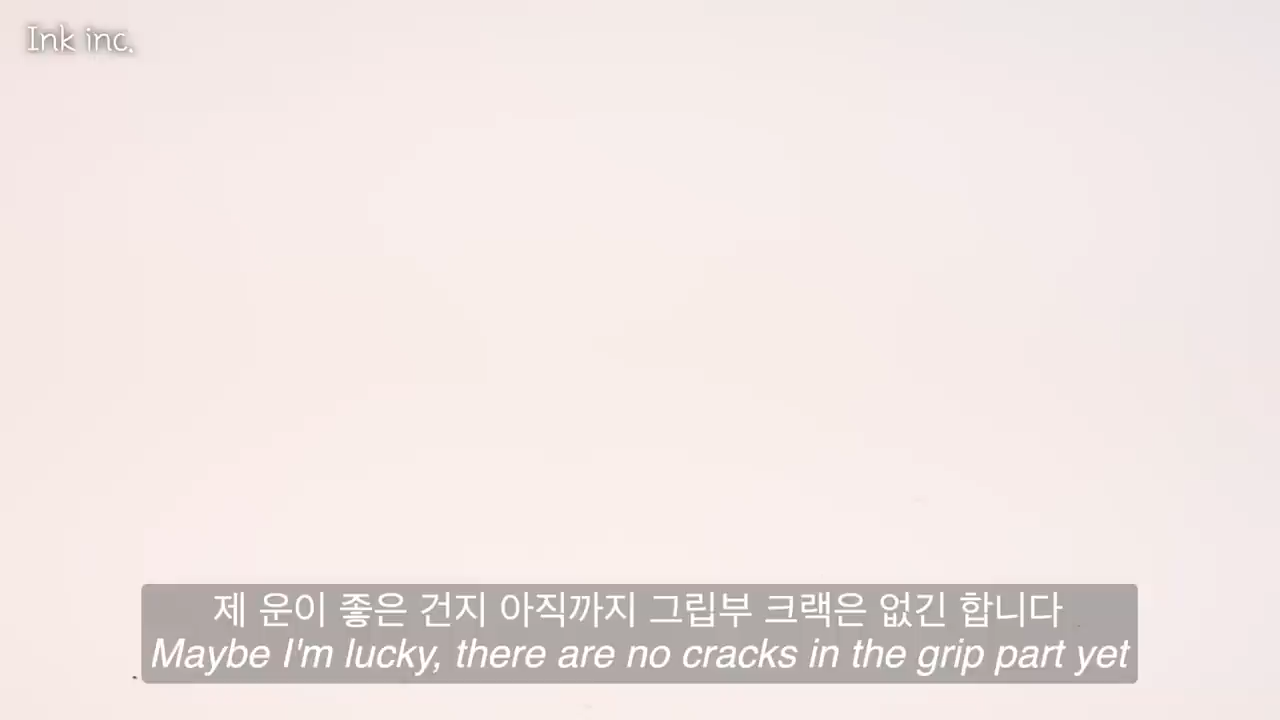 Ink inc.
제 운이 좋은 건지 아직까지 그립부 크랙은 없긴 합니다
Maybe I'm lucky, there are no cracks in the grip part yet